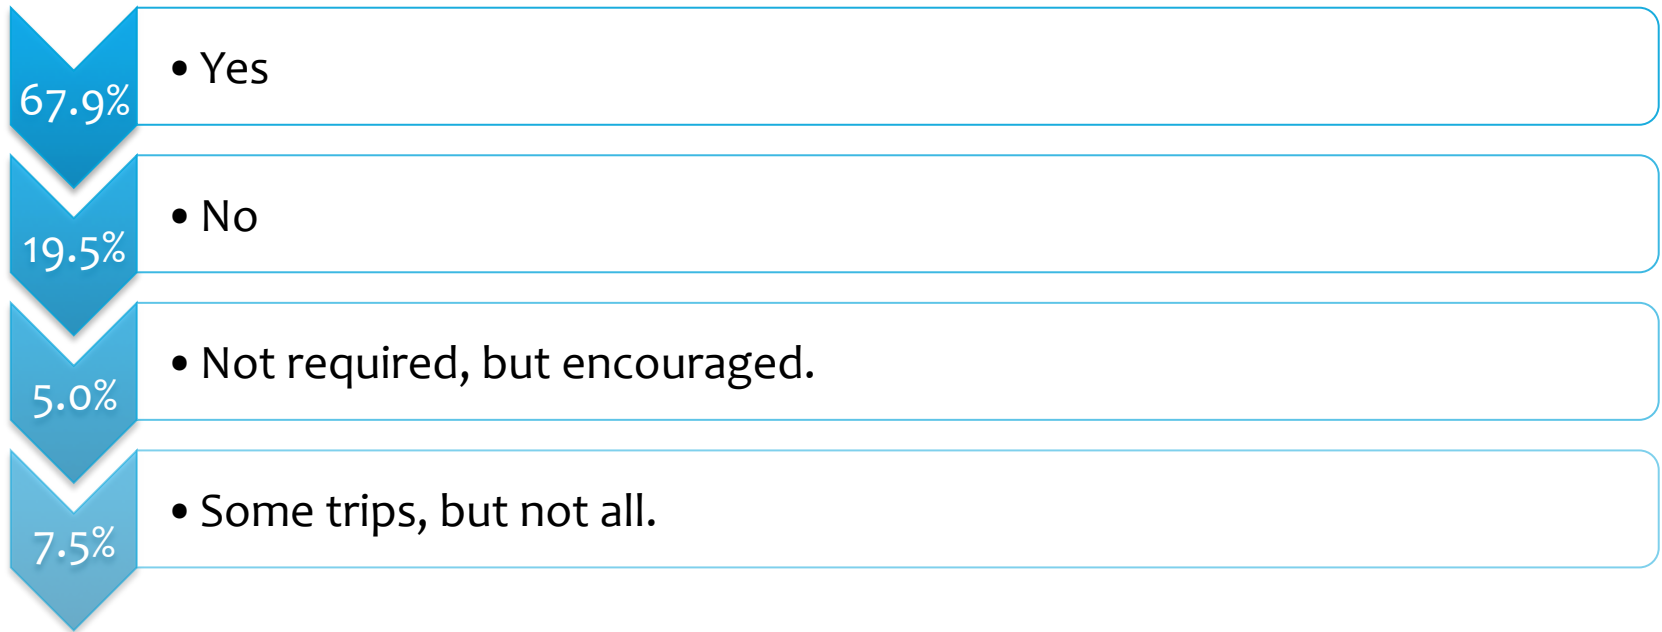 67.9%
• Yes
19.5%
• No
5.0%
• Not required, but encouraged.
7.5%
• Some trips, but not all.